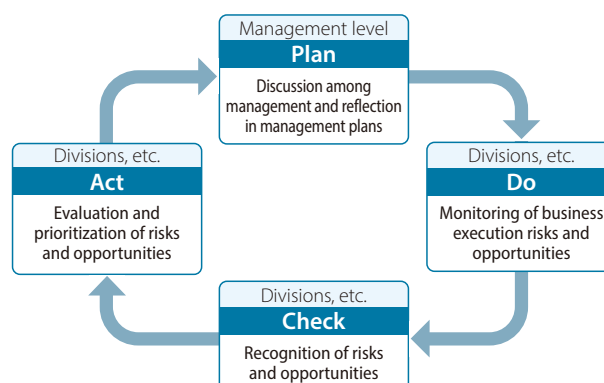 Management level
Plan
Discussion among
management and reflection
in management plans
Divisions, etc.
Do
Monitoring of business
execution risks and
opportunities
Divisions, etc.
Check
Recognition of risks
and opportunities
Divisions, etc.
Act
Evaluation and
prioritization of risks
and opportunities